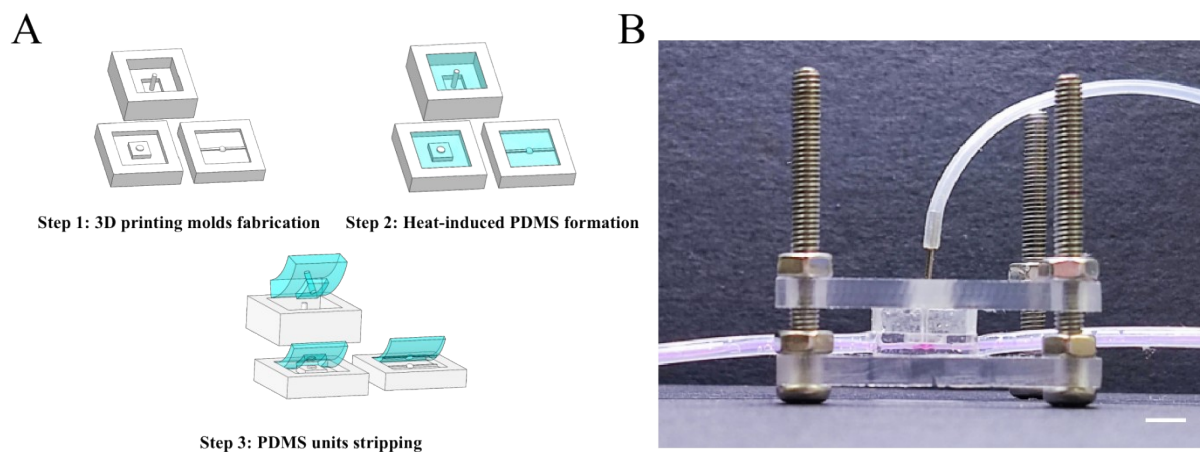 A
B
Step 1: 3D printing molds fabrication
Step 2: Heat-induced PDMS formation
Step 3: PDMS units stripping